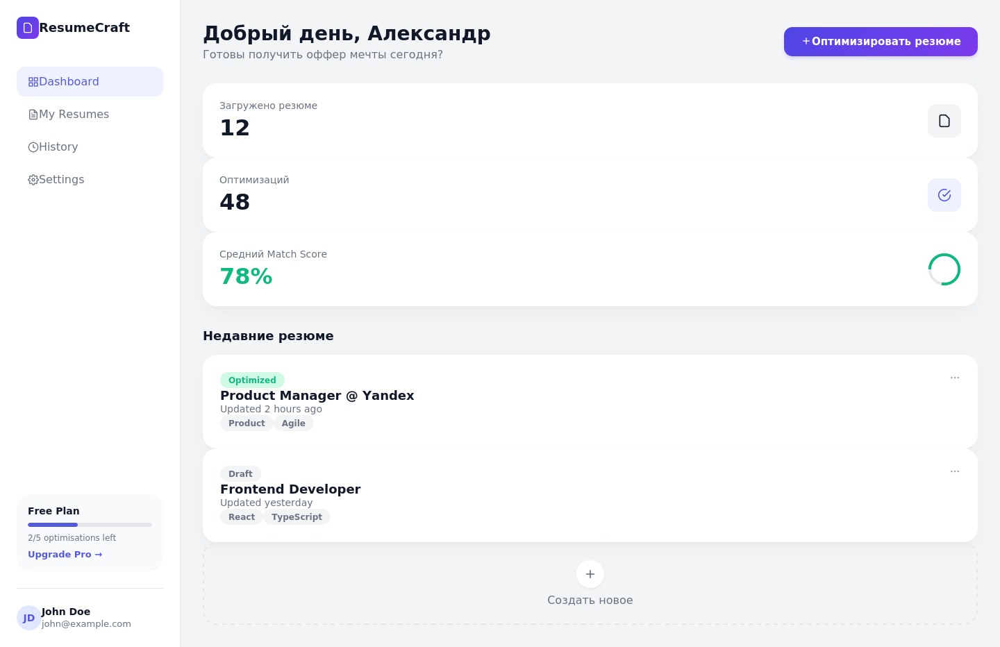 ResumeCraft
Dashboard
My Resumes
History
Settings
Free Plan
2/5 optimisations left
Upgrade Pro →
JD
John Doe
john@example.com
Добрый день, Александр
Готовы получить оффер мечты сегодня?
+ Оптимизировать резюме
Загружено резюме
12
Оптимизаций
48
Средний Match Score
78%
Недавние резюме
Optimized
Product Manager @ Yandex
Updated 2 hours ago
Product Agile
Draft
Frontend Developer
Updated yesterday
React TypeScript
Создать новое